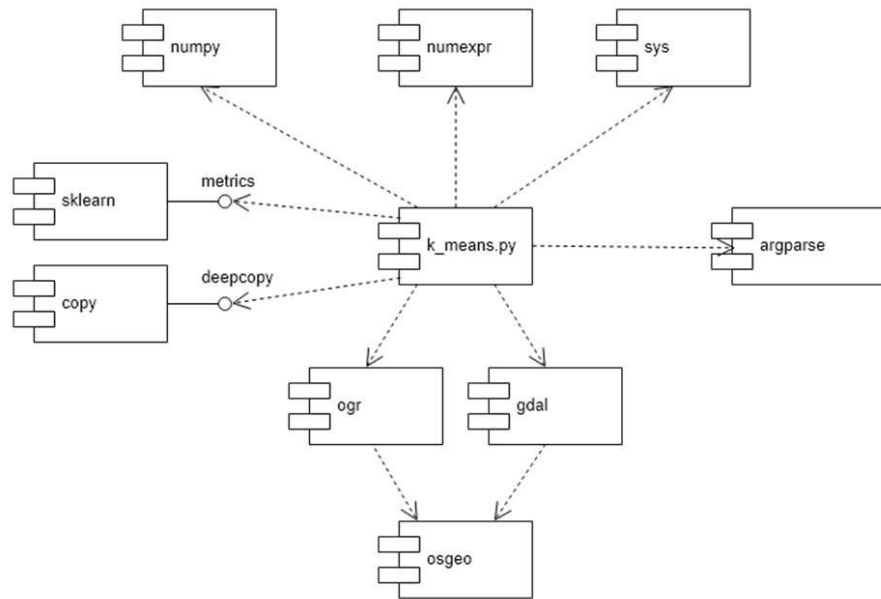 numpy
numexpr
sys
sklearn
metrics
k_means.py
argparse
copy
deepcopy
ogr
gdal
osgeo